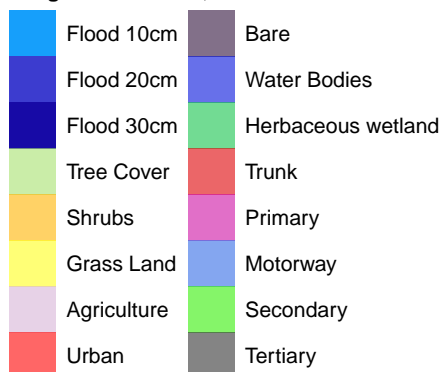 Flood 10cm
Flood 20cm
Flood 30cm
Tree Cover
Shrubs
Grass Land
Agriculture
Urban
Bare
Water Bodies
Herbaceous wetland
Trunk
Primary
Motorway
Secondary
Tertiary